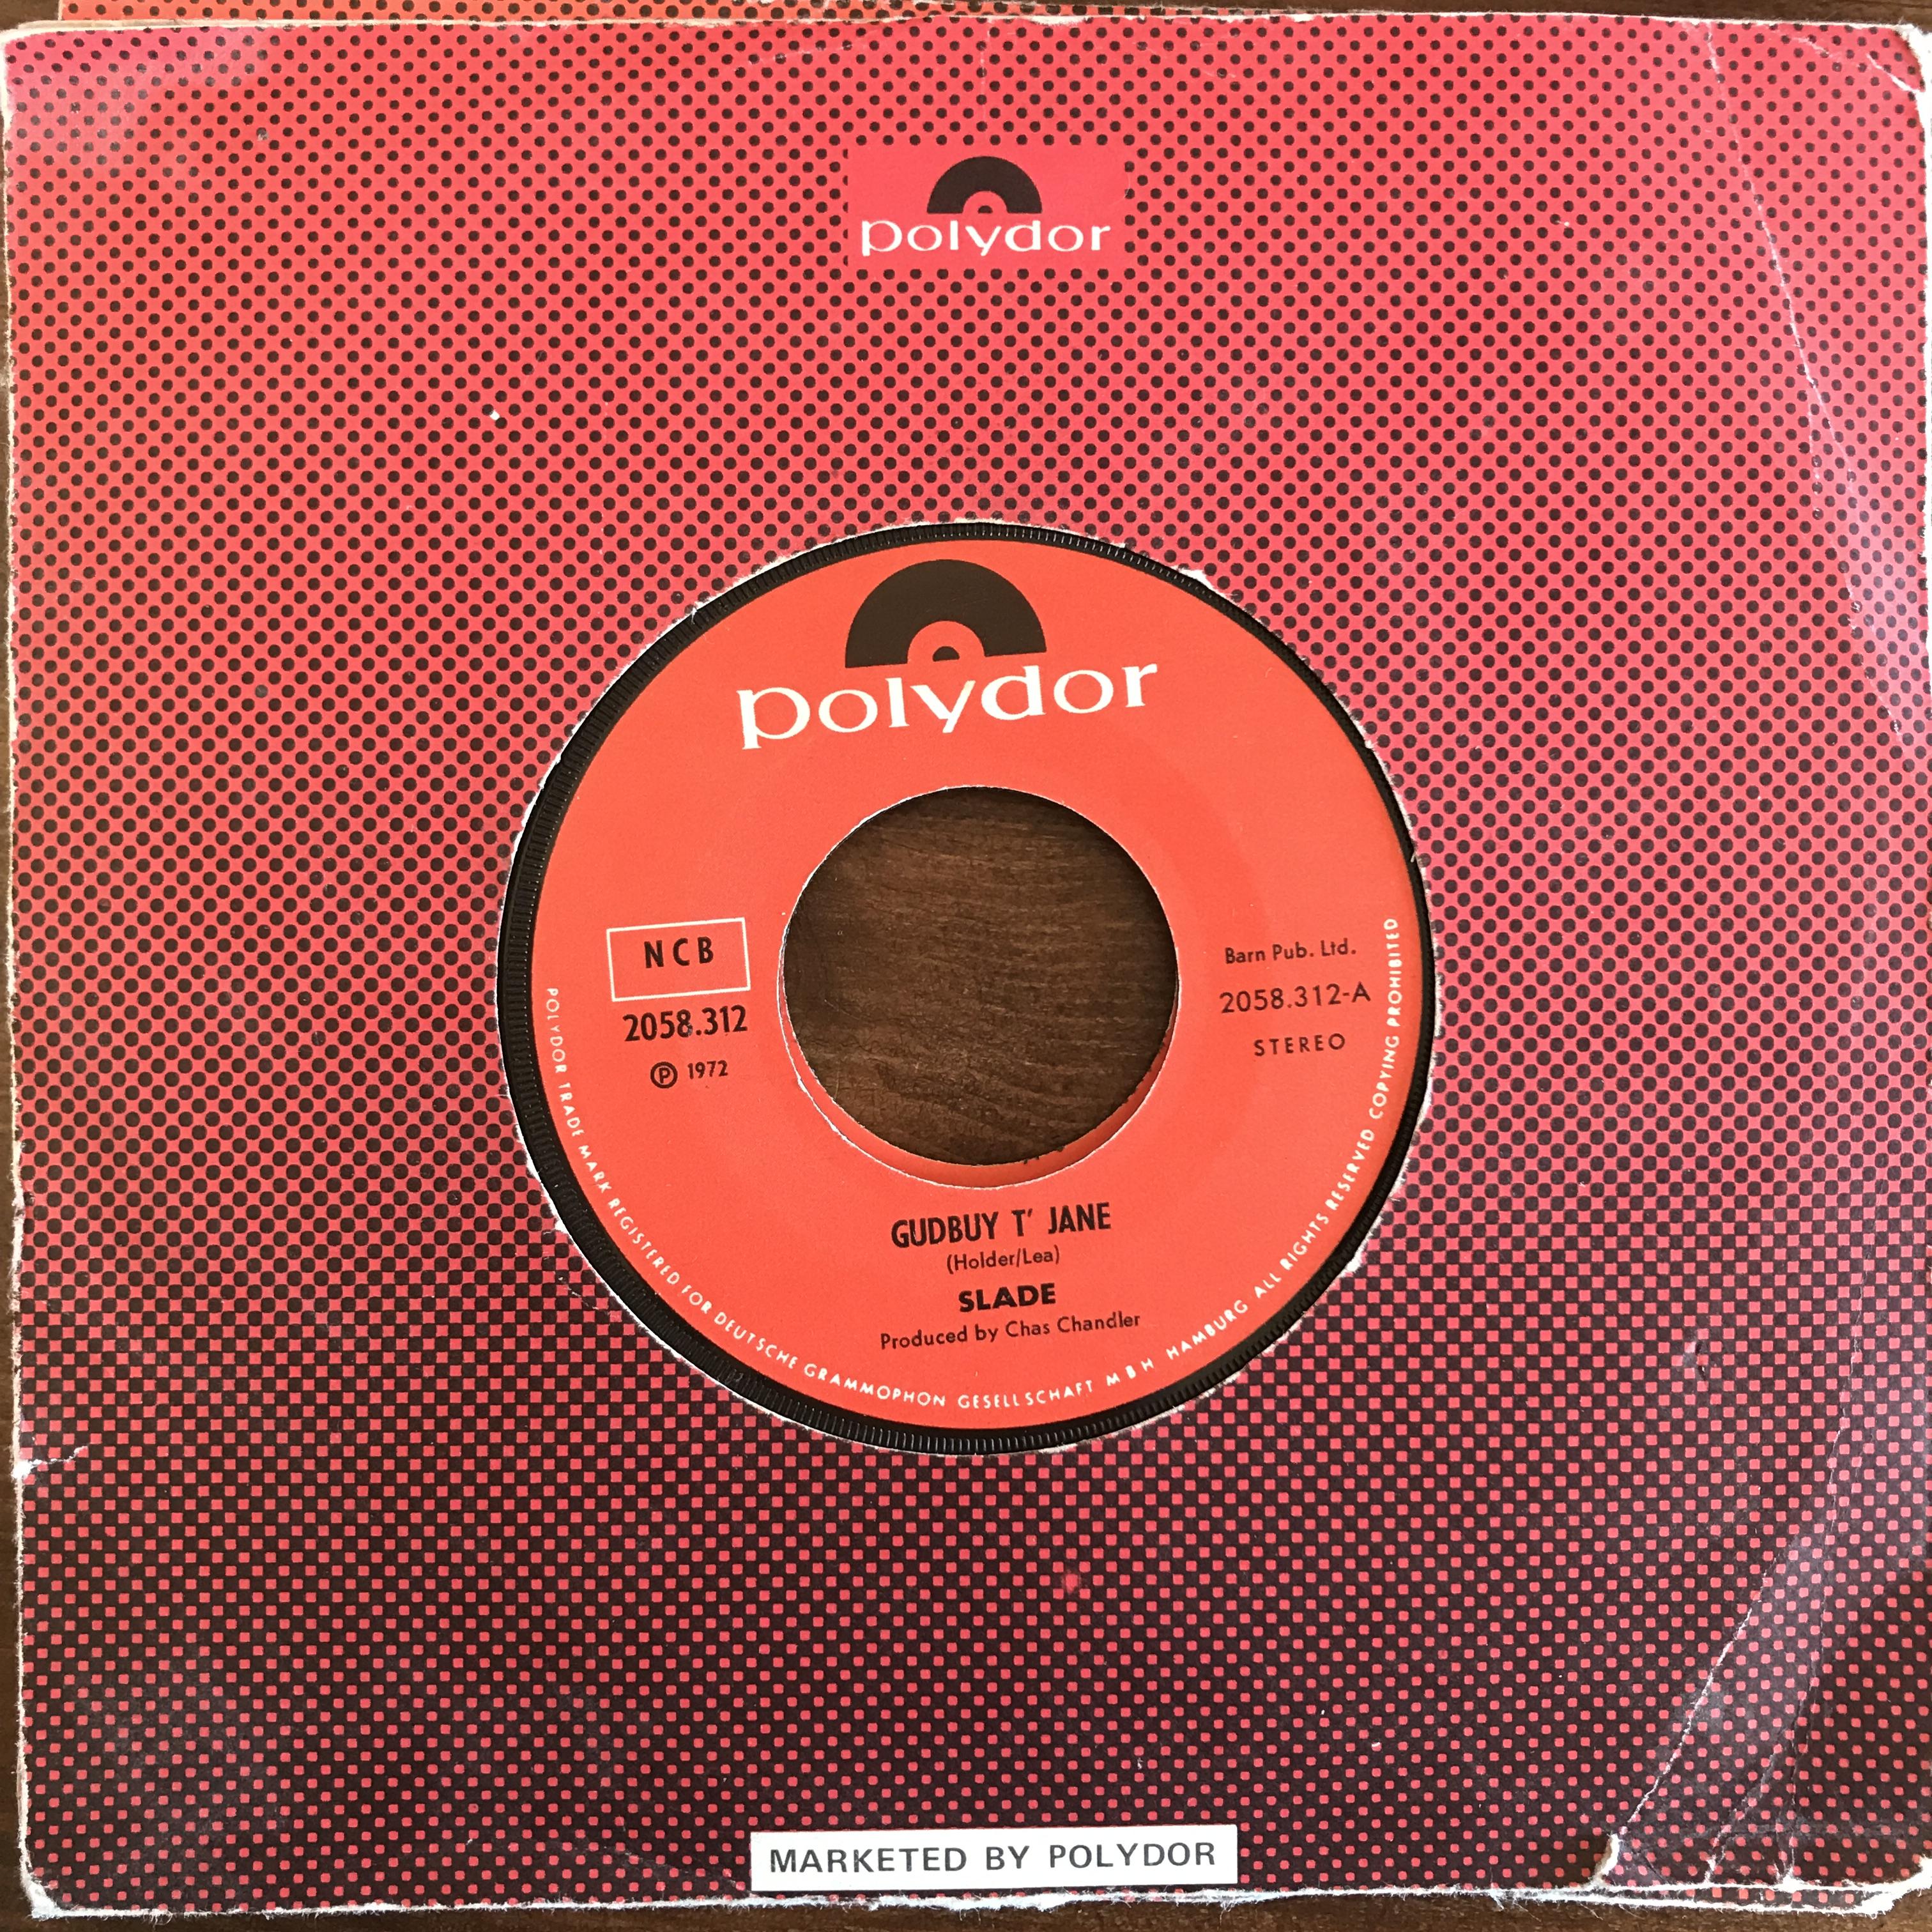 polydor
polydor
NCB
2058.312
Ⓟ 1972
Barn Pub. Ltd.
2058.312-A
STEREO
GUDBUY T' JANE
(Holder/Lea)
SLADE
Produced by Chas Chandler
POLYDOR TRADE MARK REGISTERED FOR DEUTSCHE GRAMMOPHON GESELLSCHAFT MBH HAMBURG ALL RIGHTS RESERVED COPYING PROHIBITED
MARKETED BY POLYDOR